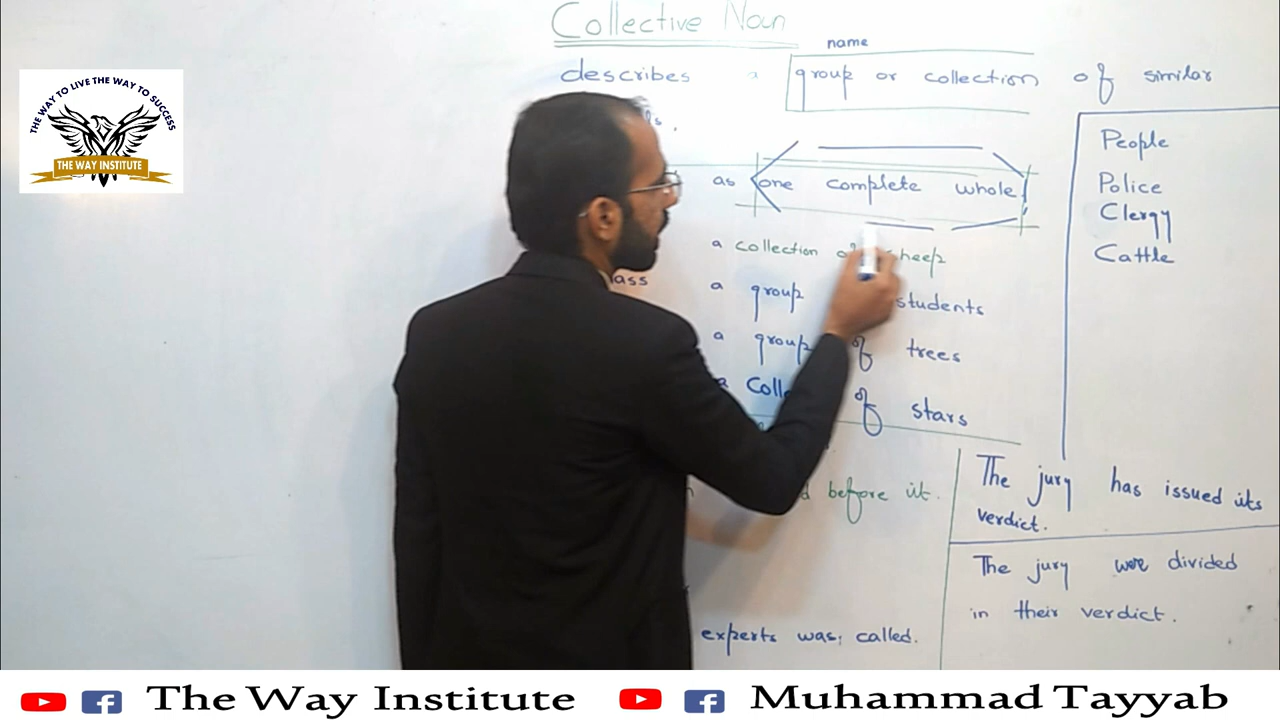 Collective Noun
name
describes a group or collection of similar
THE WAY TO LIVE THE WAY TO SUCCESS
THE WAY INSTITUTE
as one complete whole
a collection of sheep
a group students
a group of trees
a of stars
before it.
experts was called.
People
Police
Clergy
Cattle
The jury has issued its
verdict.
The jury were divided
in their verdict.
The Way Institute
Muhammad Tayyab